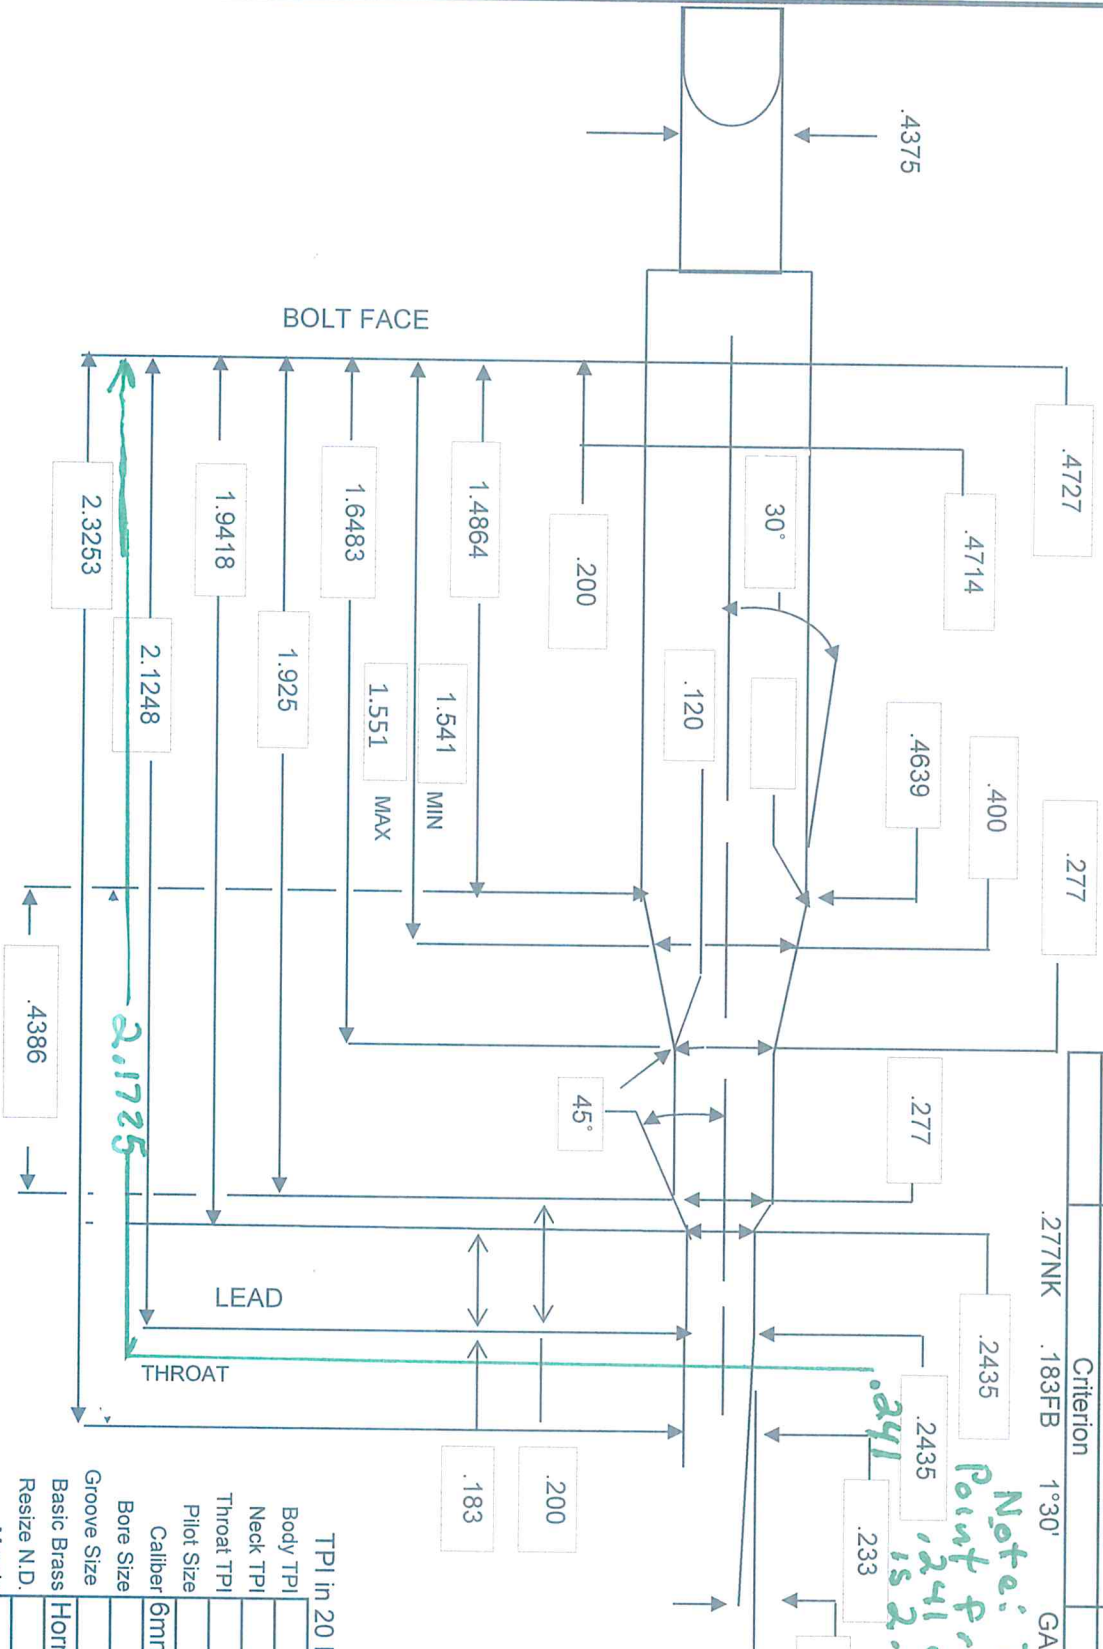 .4375
BOLT FACE
.4727
.4714
.200
30°
.4639
.400
.277
.120
1.4864
1.541 MIN
1.551 MAX
1.6483
1.925
1.9418
2.1248
2.3253
2.1725
.4386
45°
.277
.2435
.2435
.241
.233
LEAD
THROAT
.200
.183
Criterion
.277NK .183FB 1°30' GA
Note:
Point
.241
is 2.
TPI in 20
Body TPI
Neck TPI
Throat TPI
Pilot Size
Caliber 6mm
Bore Size
Groove Size
Basic Brass Horn
Resize N.D.